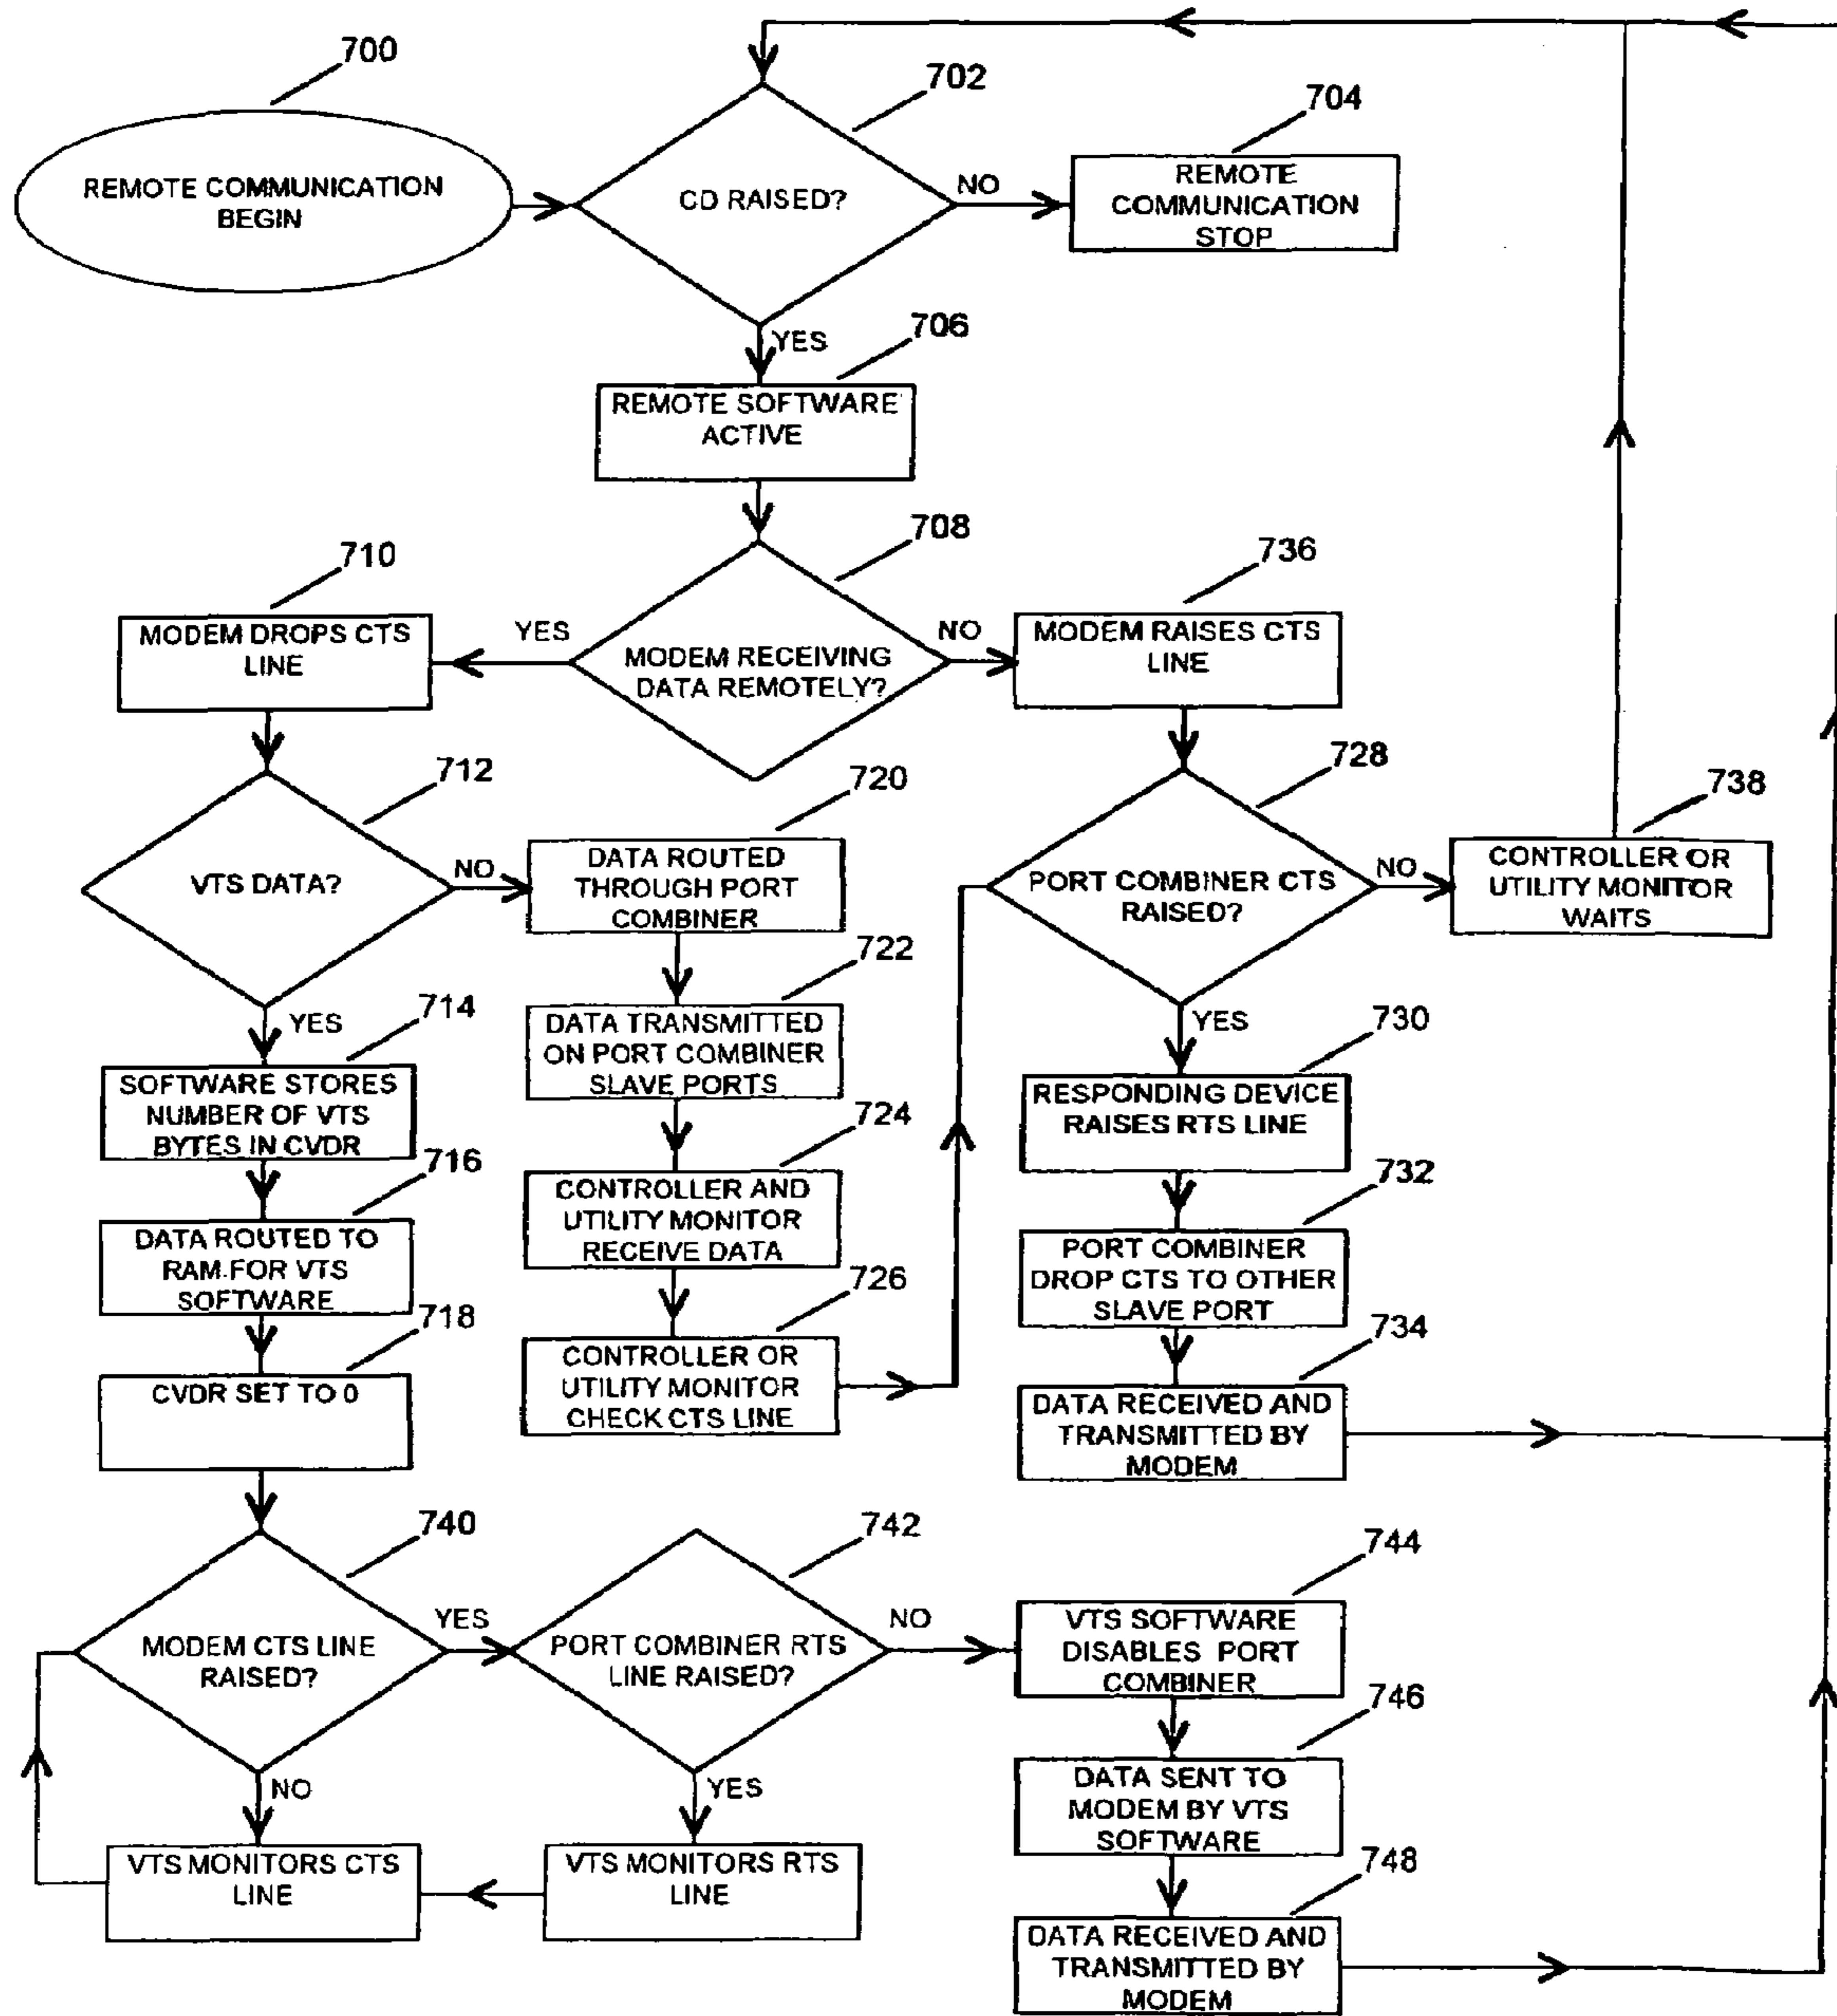 700
REMOTE COMMUNICATION
BEGIN
702
CD RAISED?
NO
704
REMOTE
COMMUNICATION
STOP
YES
706
REMOTE SOFTWARE
ACTIVE
708
MODEM RECEIVING
DATA REMOTELY?
YES
NO
710
MODEM DROPS CTS
LINE
736
MODEM RAISES CTS
LINE
712
VTS DATA?
NO
YES
720
DATA ROUTED
THROUGH PORT
COMBINER
728
PORT COMBINER CTS
RAISED?
NO
YES
738
CONTROLLER OR
UTILITY MONITOR
WAITS
714
SOFTWARE STORES
NUMBER OF VTS
BYTES IN CVDR
722
DATA TRANSMITTED
ON PORT COMBINER
SLAVE PORTS
730
RESPONDING DEVICE
RAISES RTS LINE
716
DATA ROUTED TO
RAM.FOR VTS
SOFTWARE
724
CONTROLLER AND
UTILITY MONITOR
RECEIVE DATA
732
PORT COMBINER
DROP CTS TO OTHER
SLAVE PORT
718
CVDR SET TO 0
726
CONTROLLER OR
UTILITY MONITOR
CHECK CTS LINE
734
DATA RECEIVED AND
TRANSMITTED BY
MODEM
740
MODEM CTS LINE
RAISED?
YES
NO
742
PORT COMBINER RTS
LINE RAISED?
NO
YES
744
VTS SOFTWARE
DISABLES PORT
COMBINER
746
DATA SENT TO
MODEM BY VTS
SOFTWARE
VTS MONITORS CTS
LINE
VTS MONITORS RTS
LINE
748
DATA RECEIVED AND
TRANSMITTED BY
MODEM